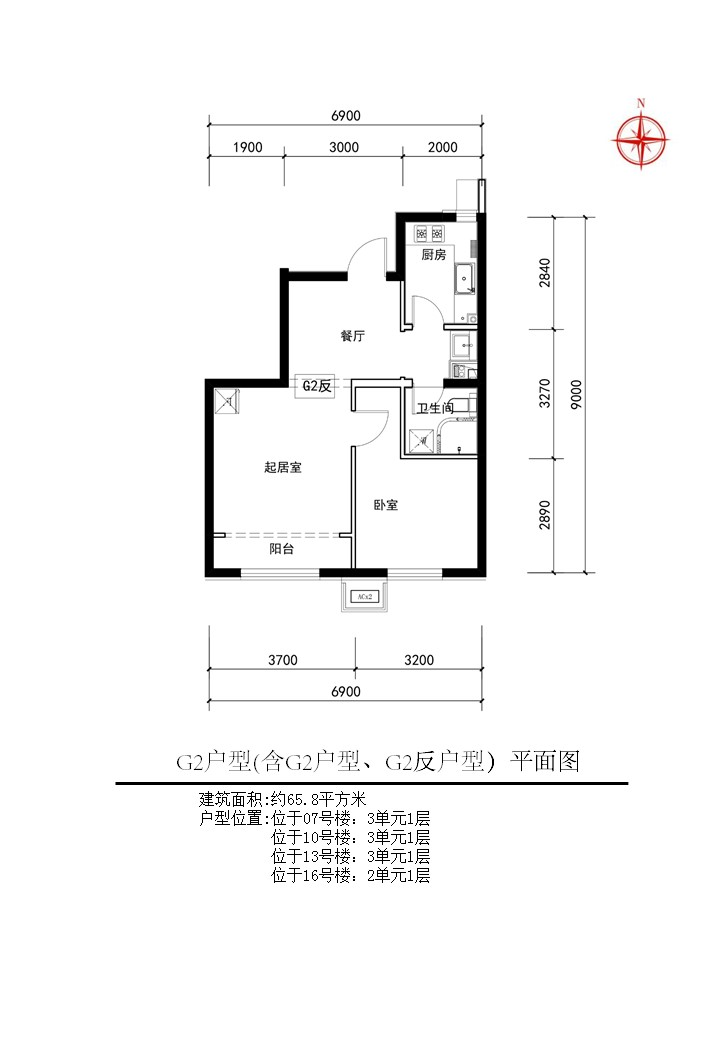 N
6900
1900 3000 2000
厨房
2840
餐厅
G2反
卫生间
3270
9000
起居室
卧室
2890
阳台
ACx2
3700 3200
6900
G2户型(含G2户型、G2反户型）平面图
建筑面积:约65.8平方米
户型位置:位于07号楼：3单元1层
位于10号楼：3单元1层
位于13号楼：3单元1层
位于16号楼：2单元1层